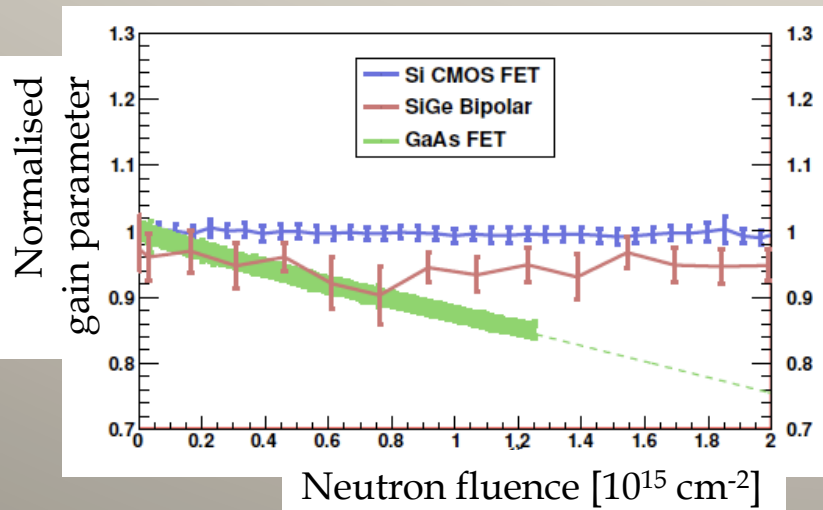 Normalised
gain parameter
1.3
1.2
1.1
1
0.9
0.8
0.7
Si CMOS FET
SiGe Bipolar
GaAs FET
1.3
1.2
1.1
1
0.9
0.8
0.7
0 0.2 0.4 0.6 0.8 1 1.2 1.4 1.6 1.8 2
Neutron fluence [10¹⁵ cm⁻²]